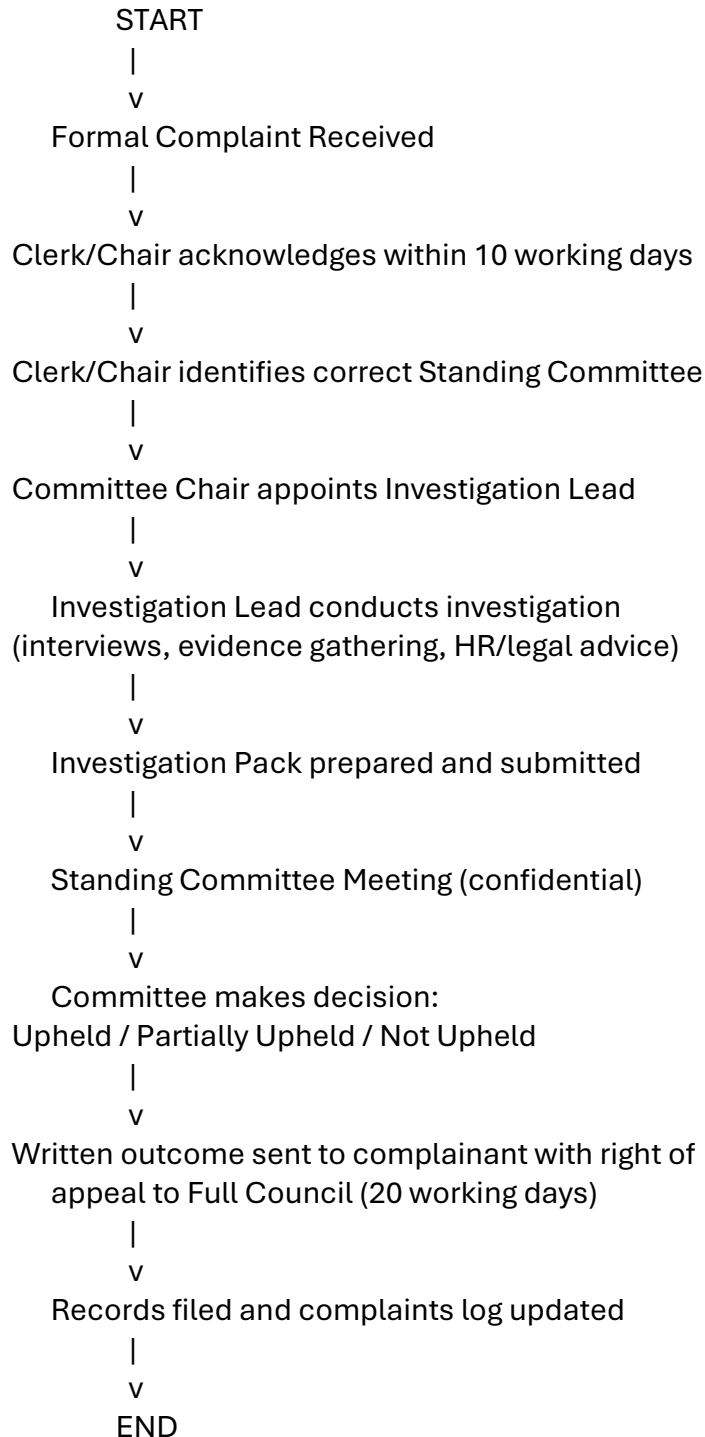 START
|
v
Formal Complaint Received
|
v
Clerk/Chair acknowledges within 10 working days
|
v
Clerk/Chair identifies correct Standing Committee
|
v
Committee Chair appoints Investigation Lead
|
v
Investigation Lead conducts investigation
(interviews, evidence gathering, HR/legal advice)
|
v
Investigation Pack prepared and submitted
|
v
Standing Committee Meeting (confidential)
|
v
Committee makes decision:
Upheld / Partially Upheld / Not Upheld
|
v
Written outcome sent to complainant with right of
appeal to Full Council (20 working days)
|
v
Records filed and complaints log updated
|
v
END